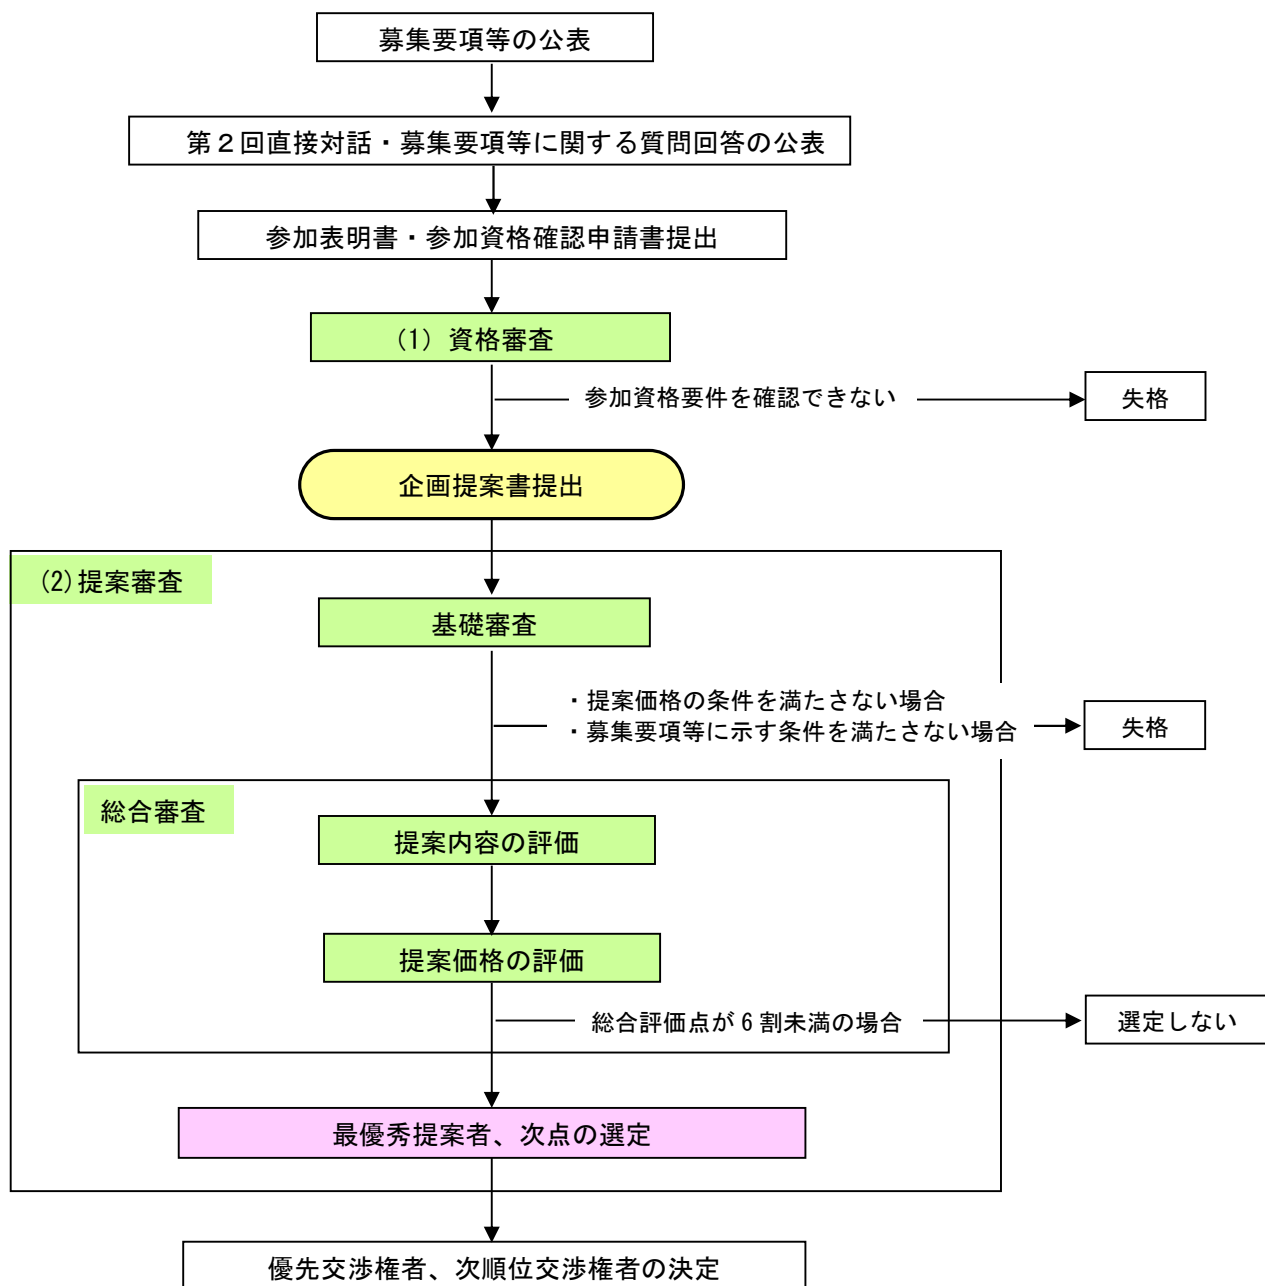 募集要項等の公表
第２回直接対話・募集要項等に関する質問回答の公表
参加表明書・参加資格確認申請書提出
(1) 資格審査
参加資格要件を確認できない
失格
企画提案書提出
(2)提案審査
基礎審査
・提案価格の条件を満たさない場合
・募集要項等に示す条件を満たさない場合
失格
総合審査
提案内容の評価
提案価格の評価
総合評価点が 6 割未満の場合
選定しない
最優秀提案者、次点の選定
優先交渉権者、次順位交渉権者の決定